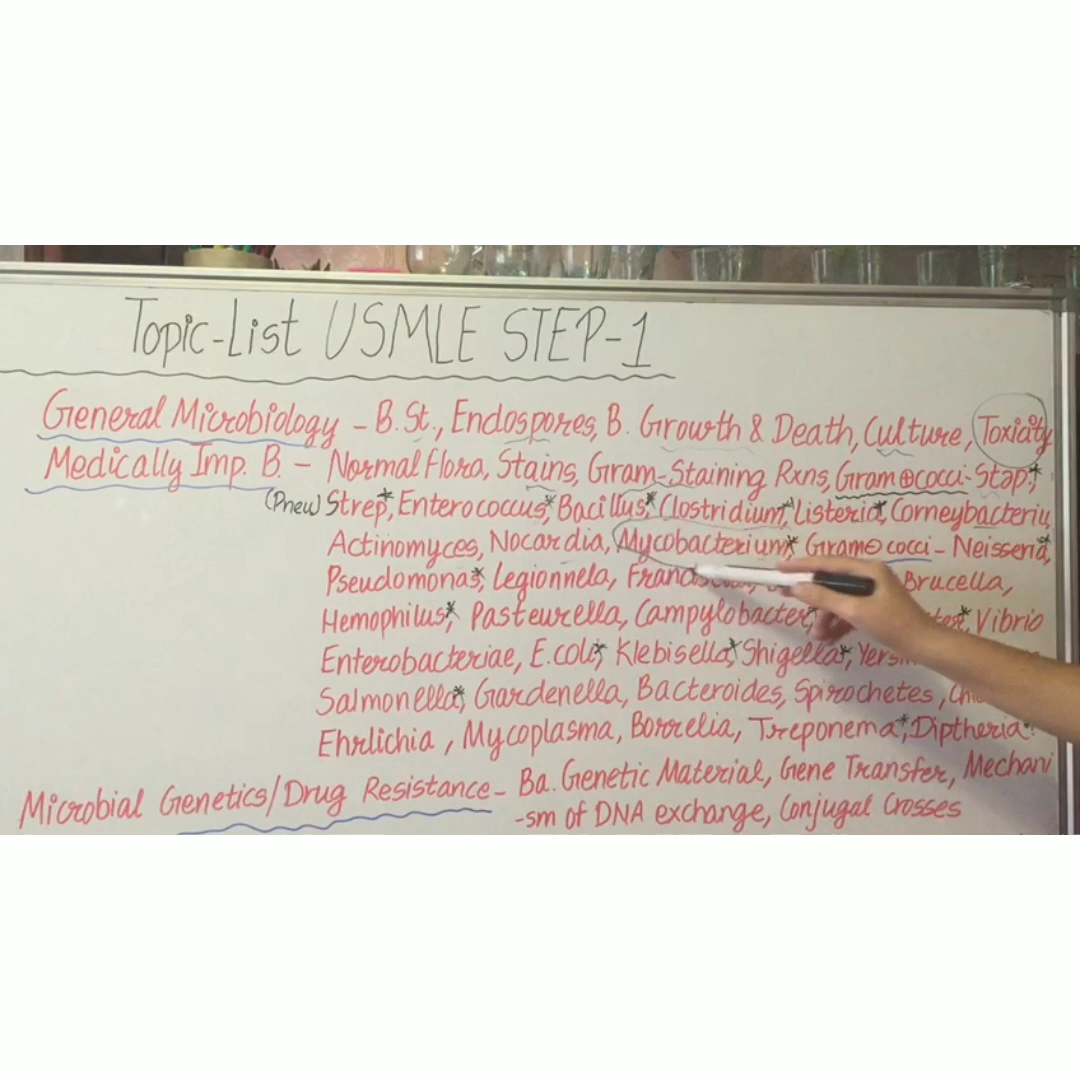 Topic-List USMLE STEP-1
General Microbiology - B. St., Endospores, B. Growth & Death, Culture, Toxicity
Medically Imp. B - Normal Flora, Stains, Gram-Staining Rxns, Gram⊕cocci-Stap*,
(Pneu) Strep*, Enterococcus*, Bacillus*, Clostridium*, Listeria*, Corneybacteriu,
Actinomyces, Nocardia, Mycobacterium*, Gram⊖cocci - Neisseria*,
Pseudomonas*, Legionnela, Brucella,
Hemophilus*, Pasteurella, Campylobacter*, Vibrio
Enterobacteriae, E.coli*, Klebisella*, Shigella*,
Salmonella*, Gardenella, Bacteroides, Spirochetes,
Ehrlichia, Mycoplasma, Borrelia, Treponema*, Diptheria*
Microbial Genetics/Drug Resistance - Ba. Genetic Material, Gene Transfer, Mechani
-sm of DNA exchange, Conjugal Crosses